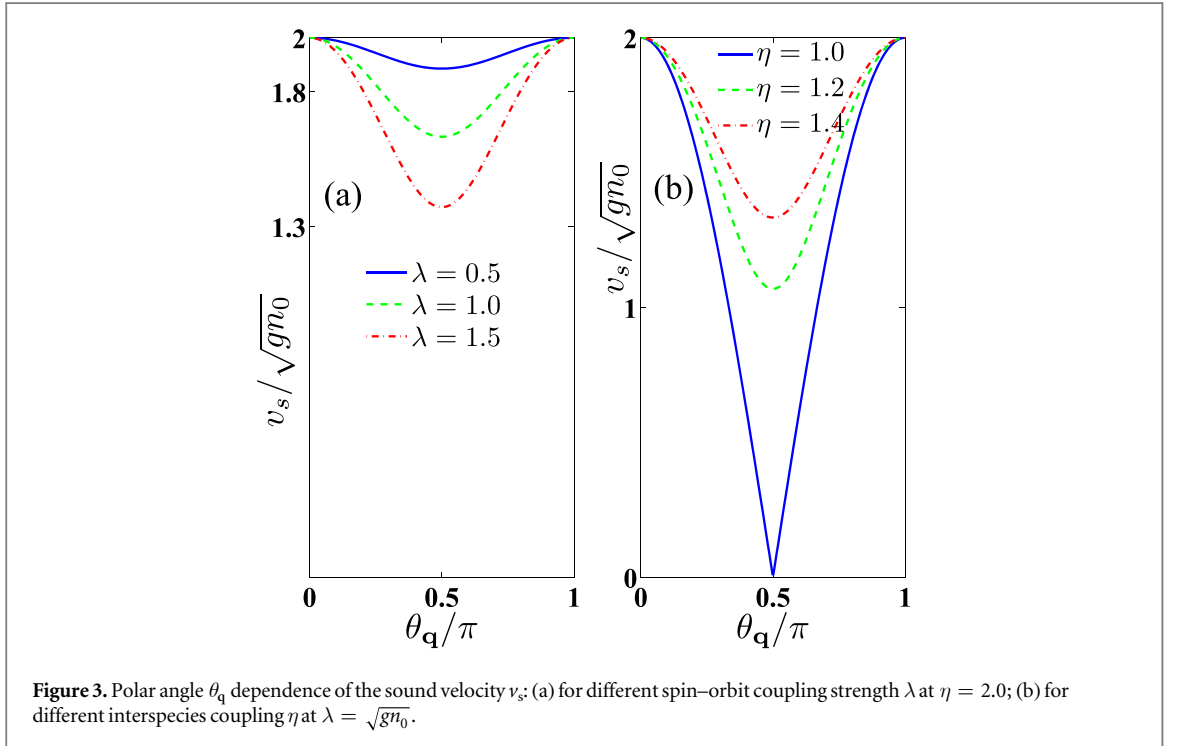 2
1.8
1.3
(a)
λ = 0.5
λ = 1.0
λ = 1.5
v_s/√gn_0
0 0.5 1
θ_q/π
2
1
0
η = 1.0
η = 1.2
η = 1.4
(b)
v_s/√gn_0
0 0.5 1
θ_q/π
Figure 3. Polar angle θ_q dependence of the sound velocity v_s: (a) for different spin–orbit coupling strength λ at η = 2.0; (b) for
different interspecies coupling η at λ = √gn_0.